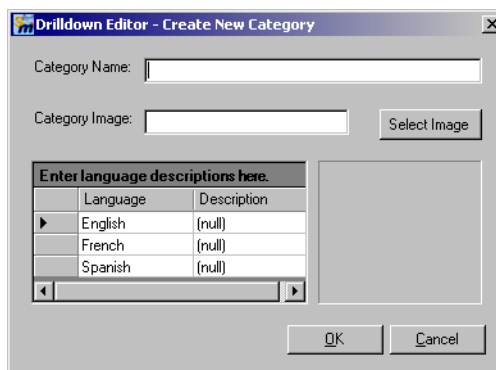 Drilldown Editor - Create New Category
Category Name:
Category Image:
Select Image
Enter language descriptions here.
Language Description
English (null)
French (null)
Spanish (null)
OK Cancel